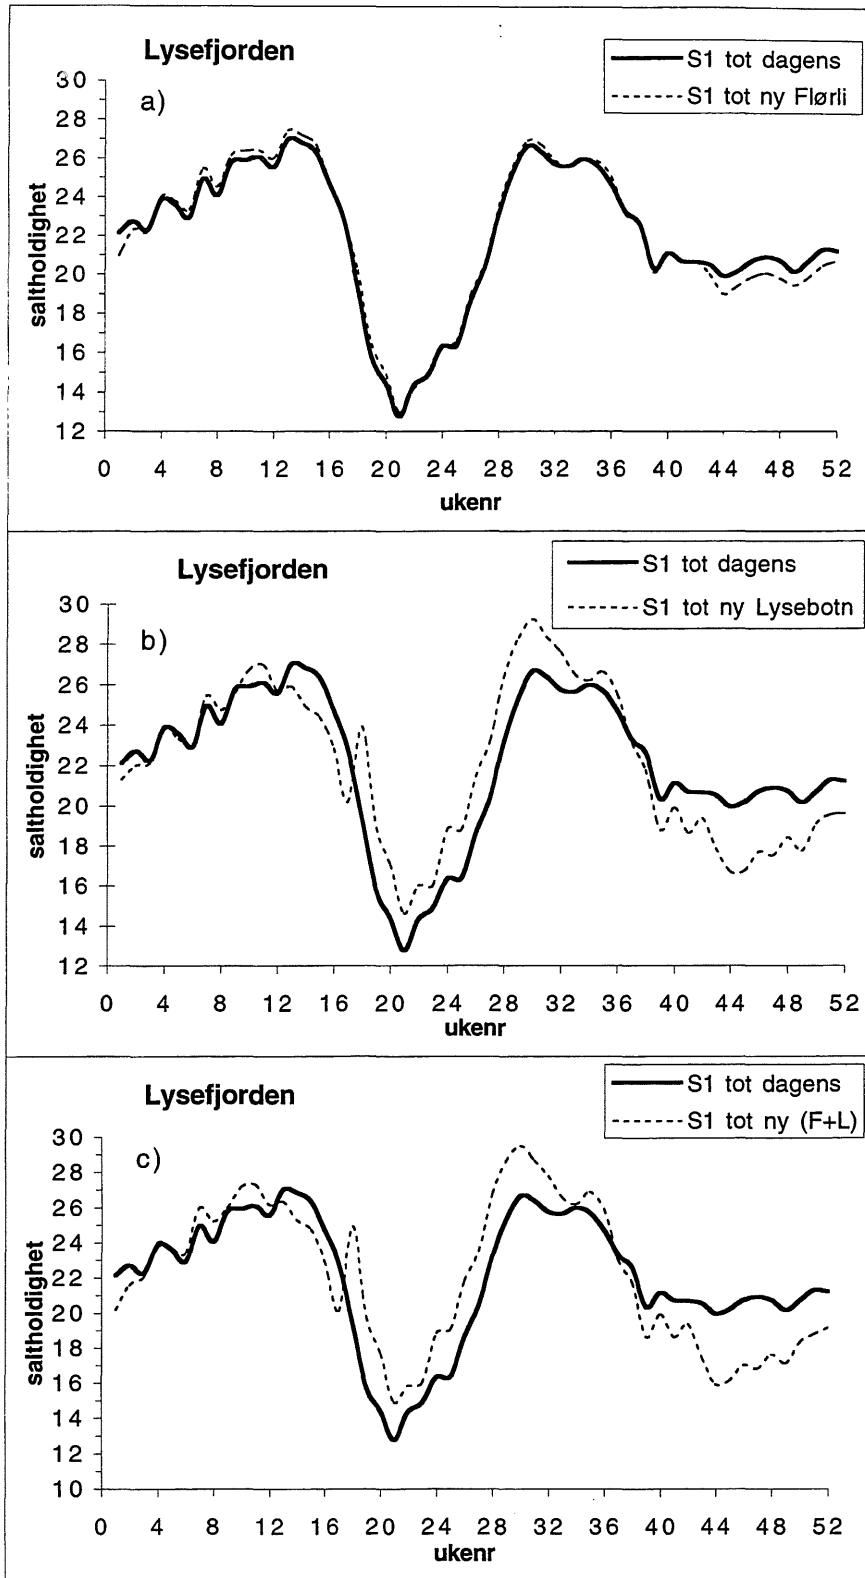 Lysefjorden
S1 tot dagens
S1 tot ny Flørli
a)
saltholdighet
30
28
26
24
22
20
18
16
14
12
0 4 8 12 16 20 24 28 32 36 40 44 48 52
ukenr
Lysefjorden
S1 tot dagens
S1 tot ny Lysebotn
b)
saltholdighet
30
28
26
24
22
20
18
16
14
12
0 4 8 12 16 20 24 28 32 36 40 44 48 52
ukenr
Lysefjorden
S1 tot dagens
S1 tot ny (F+L)
c)
saltholdighet
30
28
26
24
22
20
18
16
14
12
10
0 4 8 12 16 20 24 28 32 36 40 44 48 52
ukenr